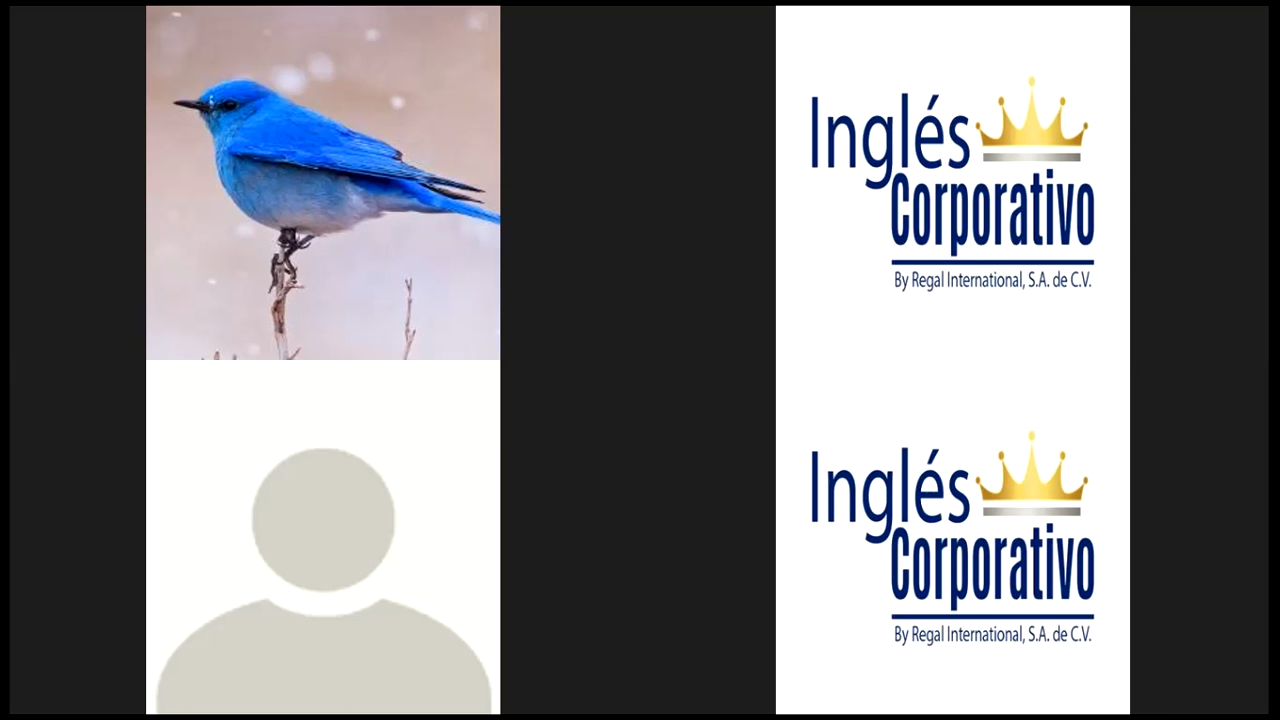 Inglés
Corporativo
By Regal International, S.A. de C.V.
Inglés
Corporativo
By Regal International, S.A. de C.V.